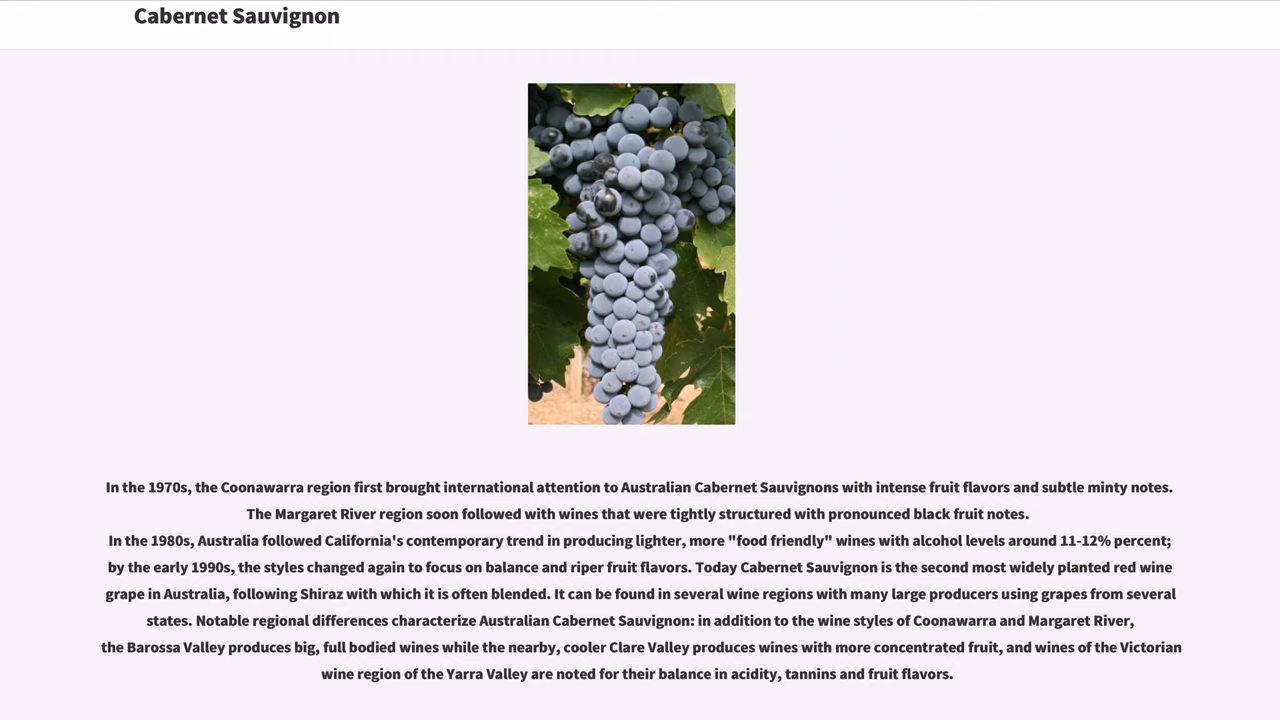 Cabernet Sauvignon
In the 1970s, the Coonawarra region first brought international attention to Australian Cabernet Sauvignons with intense fruit flavors and subtle minty notes.
The Margaret River region soon followed with wines that were tightly structured with pronounced black fruit notes.
In the 1980s, Australia followed California's contemporary trend in producing lighter, more "food friendly" wines with alcohol levels around 11-12% percent;
by the early 1990s, the styles changed again to focus on balance and riper fruit flavors. Today Cabernet Sauvignon is the second most widely planted red wine
grape in Australia, following Shiraz with which it is often blended. It can be found in several wine regions with many large producers using grapes from several
states. Notable regional differences characterize Australian Cabernet Sauvignon: in addition to the wine styles of Coonawarra and Margaret River,
the Barossa Valley produces big, full bodied wines while the nearby, cooler Clare Valley produces wines with more concentrated fruit, and wines of the Victorian
wine region of the Yarra Valley are noted for their balance in acidity, tannins and fruit flavors.